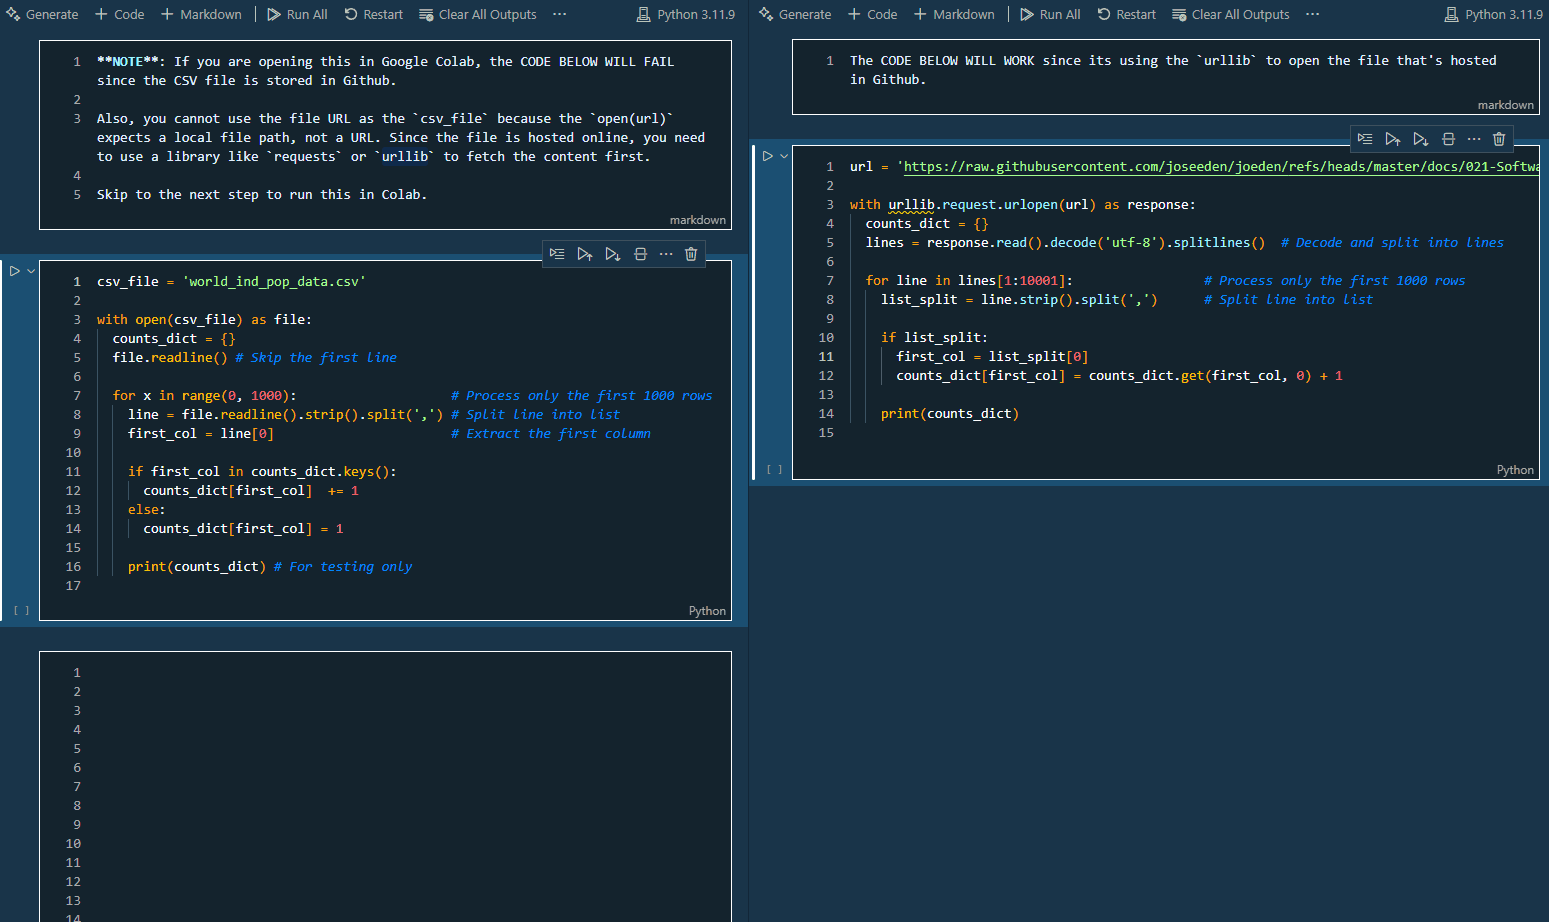 Generate + Code + Markdown Run All Restart Clear All Outputs ··· Python 3.11.9
1 **NOTE**: If you are opening this in Google Colab, the CODE BELOW WILL FAIL
since the CSV file is stored in Github.
2
3 Also, you cannot use the file URL as the `csv_file` because the `open(url)`
expects a local file path, not a URL. Since the file is hosted online, you need
to use a library like `requests` or `urllib` to fetch the content first.
4
5 Skip to the next step to run this in Colab.
markdown
1 csv_file = 'world_ind_pop_data.csv'
2
3 with open(csv_file) as file:
4 counts_dict = {}
5 file.readline() # Skip the first line
6
7 for x in range(0, 1000): # Process only the first 1000 rows
8 line = file.readline().strip().split(',') # Split line into list
9 first_col = line[0] # Extract the first column
10
11 if first_col in counts_dict.keys():
12 counts_dict[first_col] += 1
13 else:
14 counts_dict[first_col] = 1
15
16 print(counts_dict) # For testing only
17
[ ] Python
1
2
3
4
5
6
7
8
9
10
11
12
13
14
Generate + Code + Markdown Run All Restart Clear All Outputs ··· Python 3.11.9
1 The CODE BELOW WILL WORK since its using the `urllib` to open the file that's hosted
in Github.
markdown
1 url = 'https://raw.githubusercontent.com/joseeden/joeden/refs/heads/master/docs/021-Softwa
2
3 with urllib.request.urlopen(url) as response:
4 counts_dict = {}
5 lines = response.read().decode('utf-8').splitlines() # Decode and split into lines
6
7 for line in lines[1:10001]: # Process only the first 1000 rows
8 list_split = line.strip().split(',') # Split line into list
9
10 if list_split:
11 first_col = list_split[0]
12 counts_dict[first_col] = counts_dict.get(first_col, 0) + 1
13
14 print(counts_dict)
15
[ ] Python